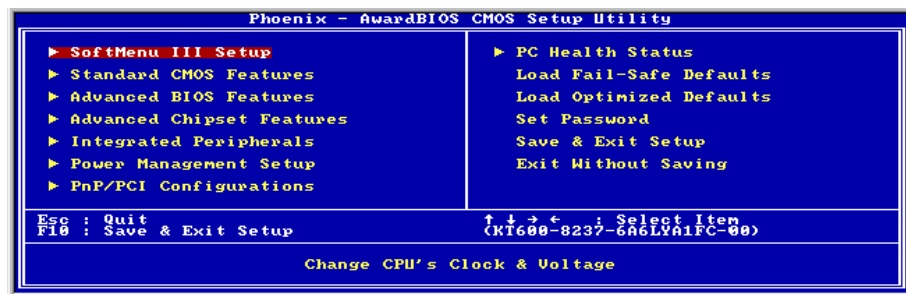 Phoenix - AwardBIOS CMOS Setup Utility
▶ SoftMenu III Setup
▶ Standard CMOS Features
▶ Advanced BIOS Features
▶ Advanced Chipset Features
▶ Integrated Peripherals
▶ Power Management Setup
▶ PnP/PCI Configurations
▶ PC Health Status
Load Fail-Safe Defaults
Load Optimized Defaults
Set Password
Save & Exit Setup
Exit Without Saving
Esc : Quit
F10 : Save & Exit Setup
↑ ↓ → ← : Select Item
(KT600-8237-6A6LYA1FC-00)
Change CPU's Clock & Voltage